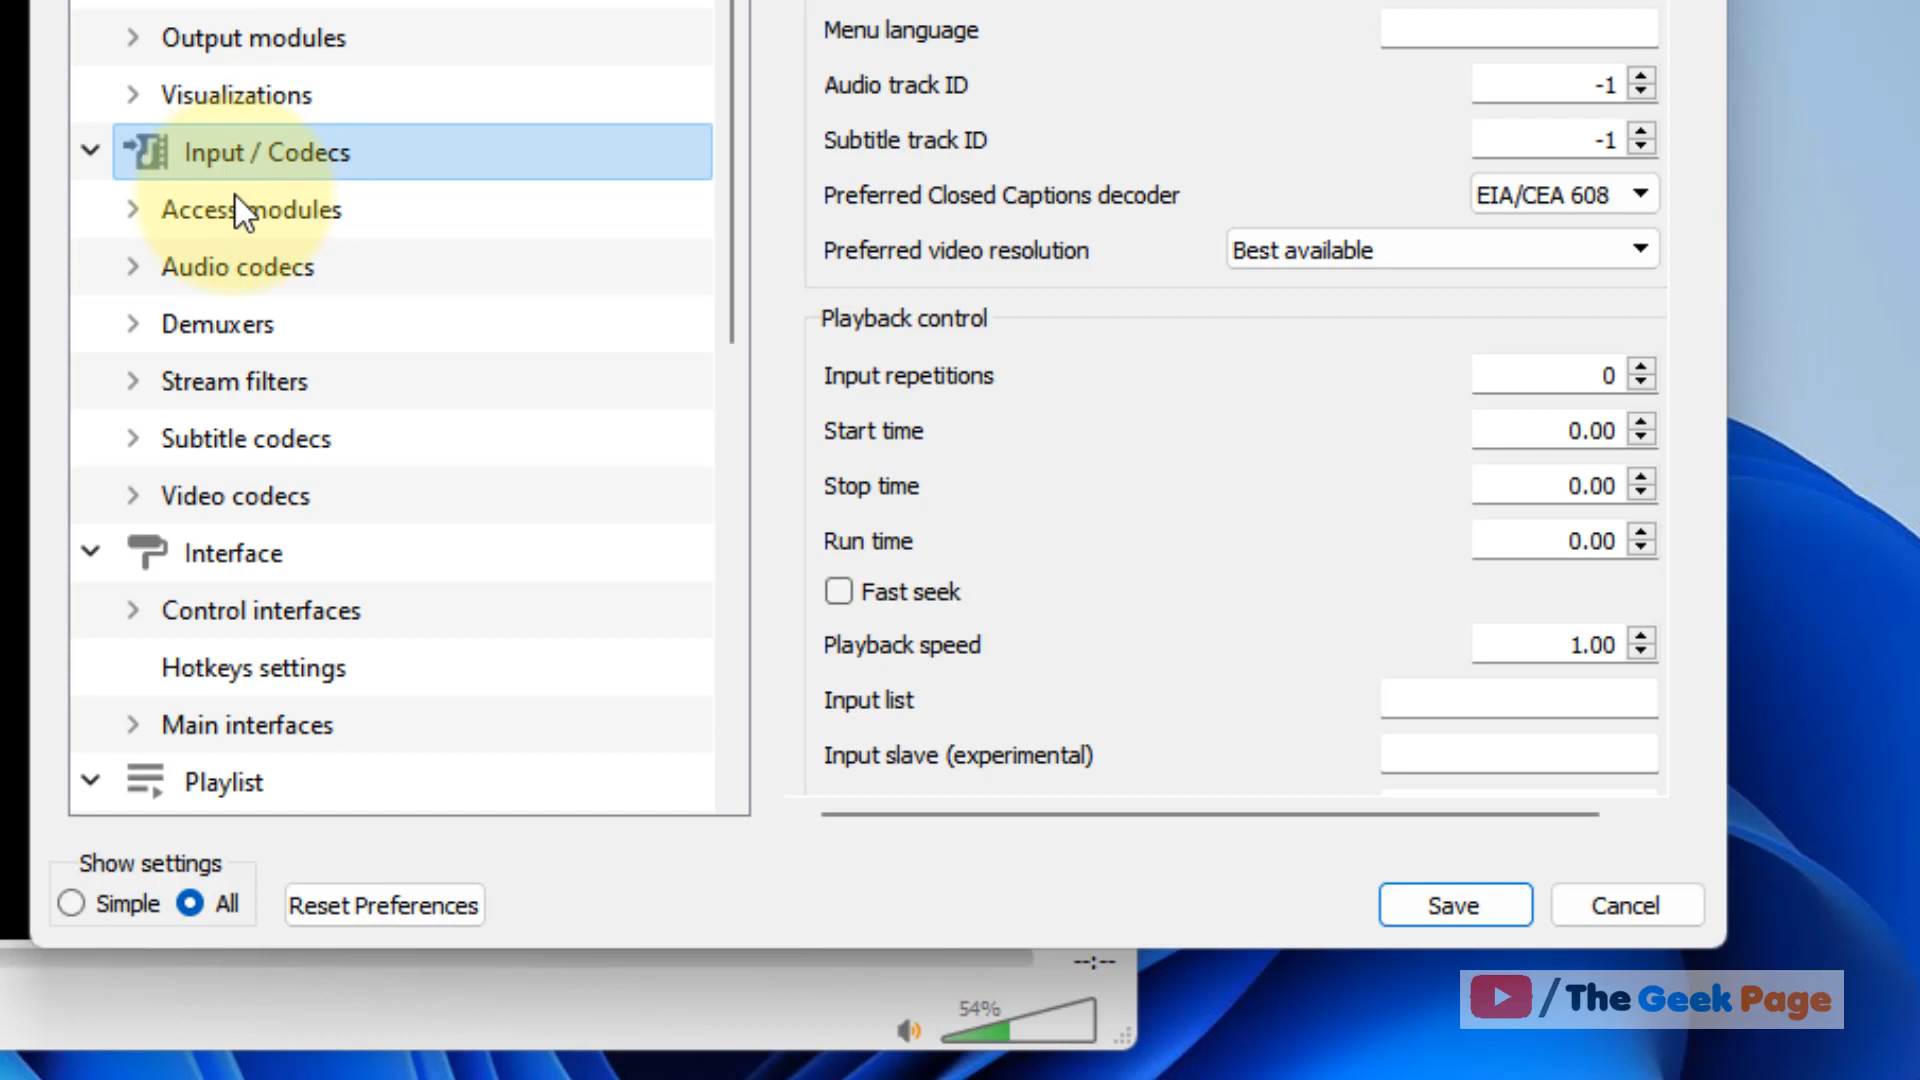 Output modules
Visualizations
Input / Codecs
Access modules
Audio codecs
Demuxers
Stream filters
Subtitle codecs
Video codecs
Interface
Control interfaces
Hotkeys settings
Main interfaces
Playlist
Menu language
Audio track ID -1
Subtitle track ID -1
Preferred Closed Captions decoder EIA/CEA 608
Preferred video resolution Best available
Playback control
Input repetitions 0
Start time 0.00
Stop time 0.00
Run time 0.00
Fast seek
Playback speed 1.00
Input list
Input slave (experimental)
Show settings
Simple All
Reset Preferences
Save Cancel
--:--
54%
/ The Geek Page